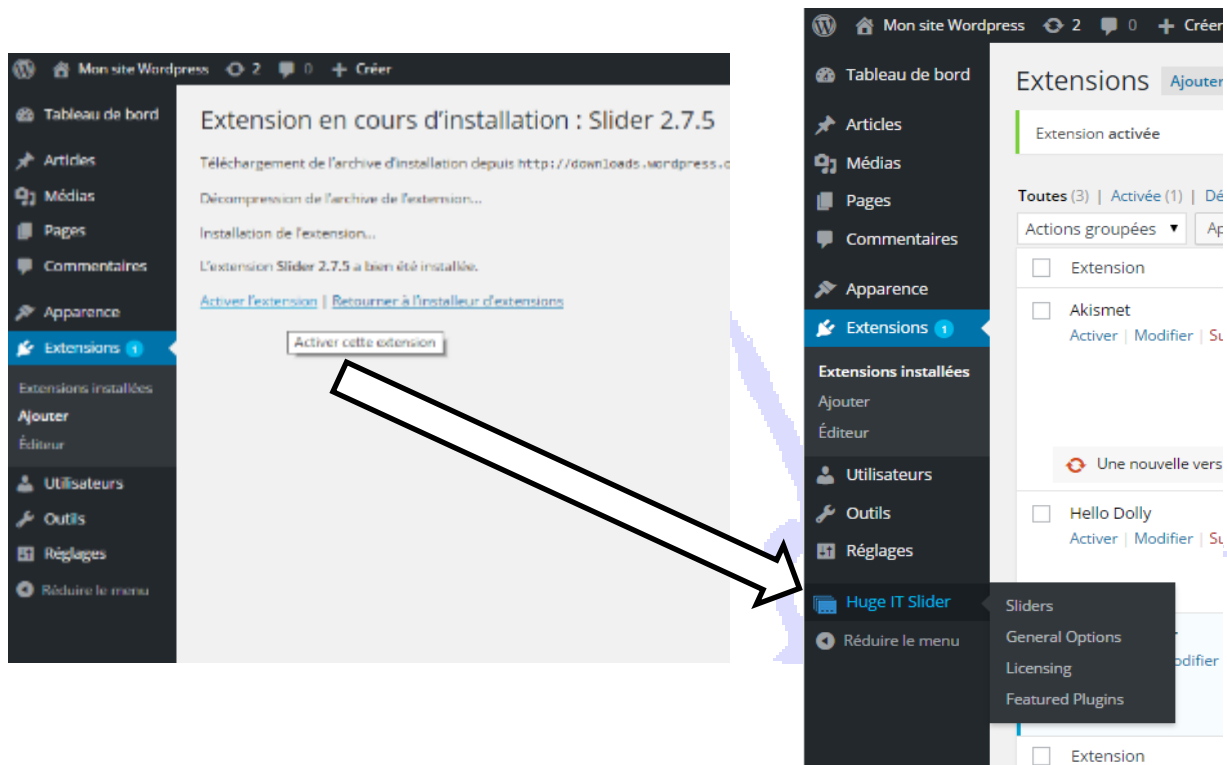 Mon site Wordpress 2 0 + Créer
Tableau de bord
Articles
Médias
Pages
Commentaires
Apparence
Extensions 1
Extensions installées
Ajouter
Éditeur
Utilisateurs
Outils
Réglages
Réduire le menu
Extension en cours d'installation : Slider 2.7.5
Téléchargement de l'archive d'installation depuis http://downloads.wordpress.
Décompression de l'archive de l'extension...
Installation de l'extension...
L'extension Slider 2.7.5 a bien été installée.
Activer l'extension | Retourner à l'installeur d'extensions
Activer cette extension
Mon site Wordpress 2 0 + Créer
Tableau de bord
Articles
Médias
Pages
Commentaires
Apparence
Extensions 1
Extensions installées
Ajouter
Éditeur
Utilisateurs
Outils
Réglages
Huge IT Slider
Réduire le menu
Sliders
General Options
Licensing
Featured Plugins
Extensions Ajouter
Extension activée
Toutes (3) | Activée (1) | Dé
Actions groupées Ap
Extension
Akismet
Activer | Modifier | Su
Une nouvelle vers
Hello Dolly
Activer | Modifier | Su
odifier
Extension